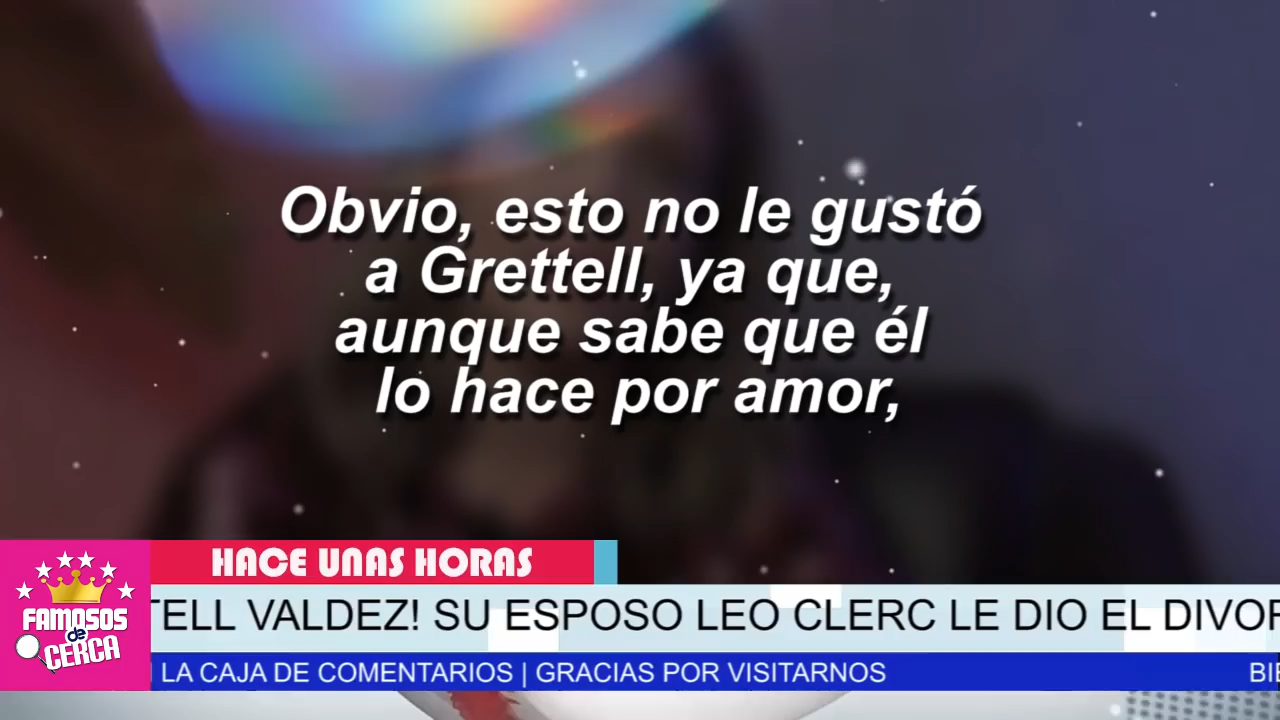 Obvio, esto no le gustó
a Grettell, ya que,
aunque sabe que él
lo hace por amor,
HACE UNAS HORAS
TELL VALDEZ! SU ESPOSO LEO CLERC LE DIO EL DIVOR
FAMOSOS
de
CERCA
LA CAJA DE COMENTARIOS | GRACIAS POR VISITARNOS
BIE